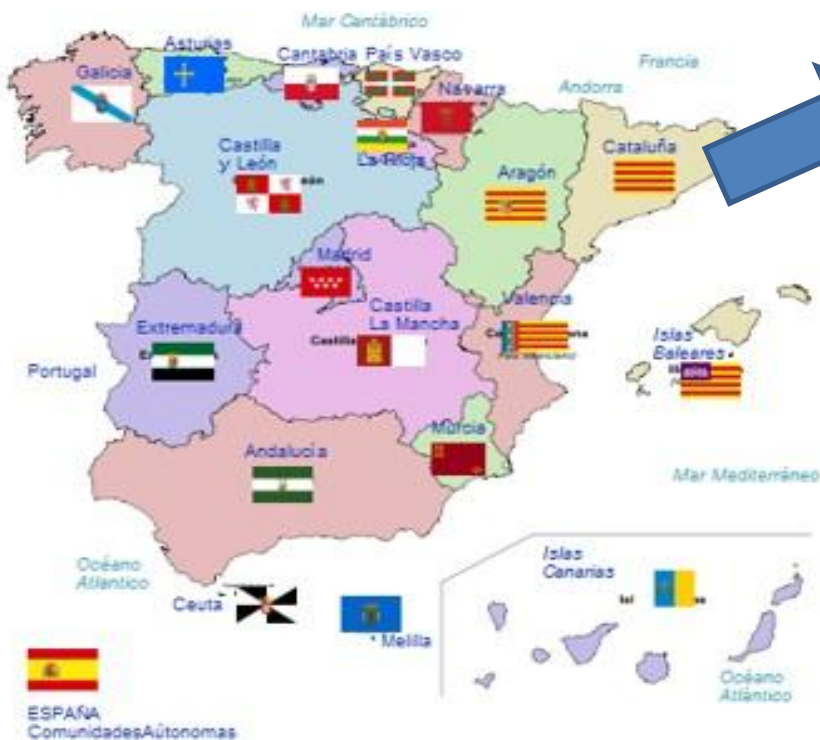 Mar Cantábrico
Asturias
Cantabria País Vasco
Francia
Galicia
Navarra
Andorra
Castilla
y León
La Rioja
Cataluña
Aragón
Madrid
Valencia
Castilla
La Mancha
Extremadura
Islas
Baleares
Portugal
Murcia
Andalucía
Mar Mediterráneo
Océano
Atlantico
Islas
Canarias
Ceuta
Melilla
Océano
Atlántico
ESPAÑA
ComunidadesAútonomas